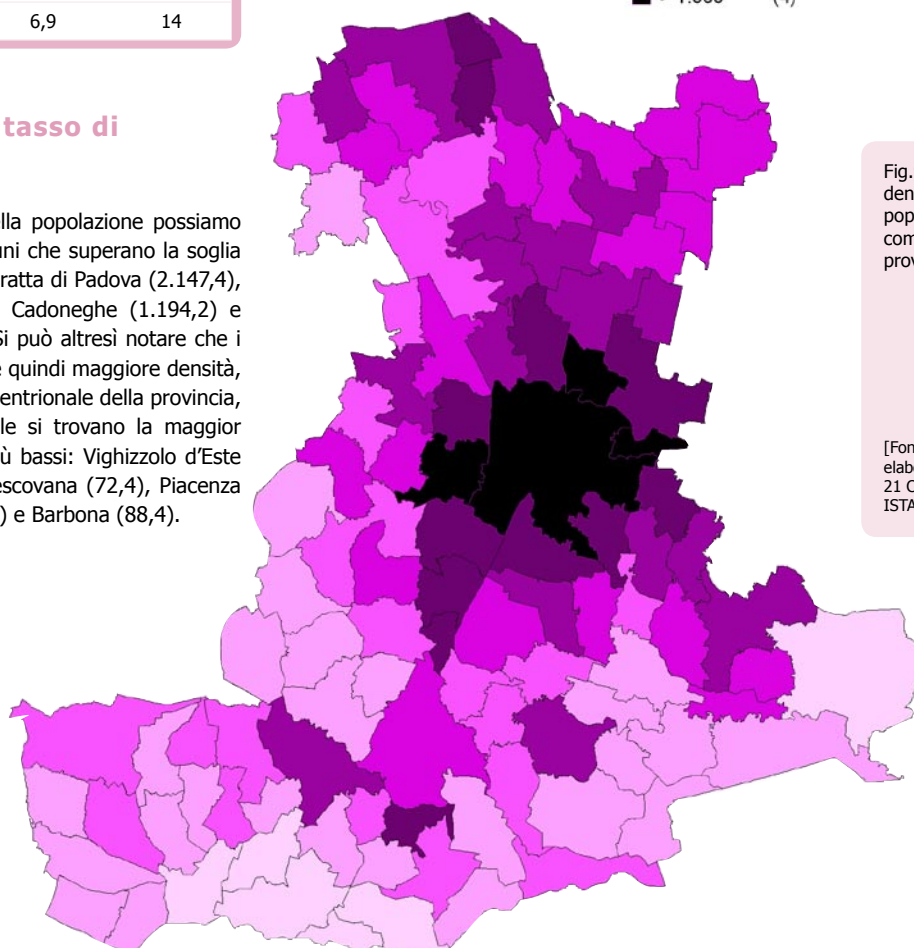 6,9 14
(4)
tasso di
ella popolazione possiamo
uni che superano la soglia
ratta di Padova (2.147,4),
Cadoneghe (1.194,2) e
Si può altresì notare che i
e quindi maggiore densità,
entrionale della provincia,
le si trovano la maggior
ù bassi: Vighizzolo d’Este
escovana (72,4), Piacenza
) e Barbona (88,4).
Fig.
den
pop
com
prov
[Fon
elabo
21 C
ISTA